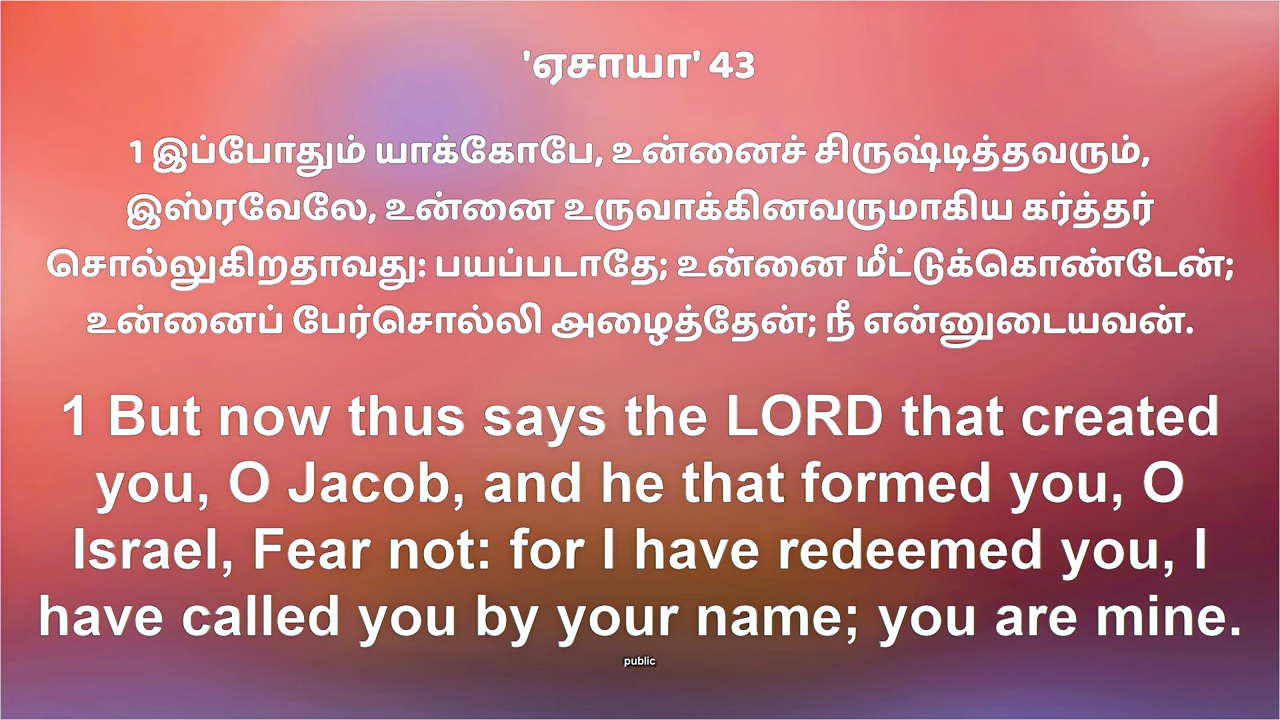 'ஏசாயா' 43
1 இப்போதும் யாக்கோபே, உன்னைச் சிருஷ்டித்தவரும்,
இஸ்ரவேலே, உன்னை உருவாக்கினவருமாகிய கர்த்தர்
சொல்லுகிறதாவது: பயப்படாதே; உன்னை மீட்டுக்கொண்டேன்;
உன்னைப் பேர்சொல்லி அழைத்தேன்; நீ என்னுடையவன்.
1 But now thus says the LORD that created
you, O Jacob, and he that formed you, O
Israel, Fear not: for I have redeemed you, I
have called you by your name; you are mine.
public